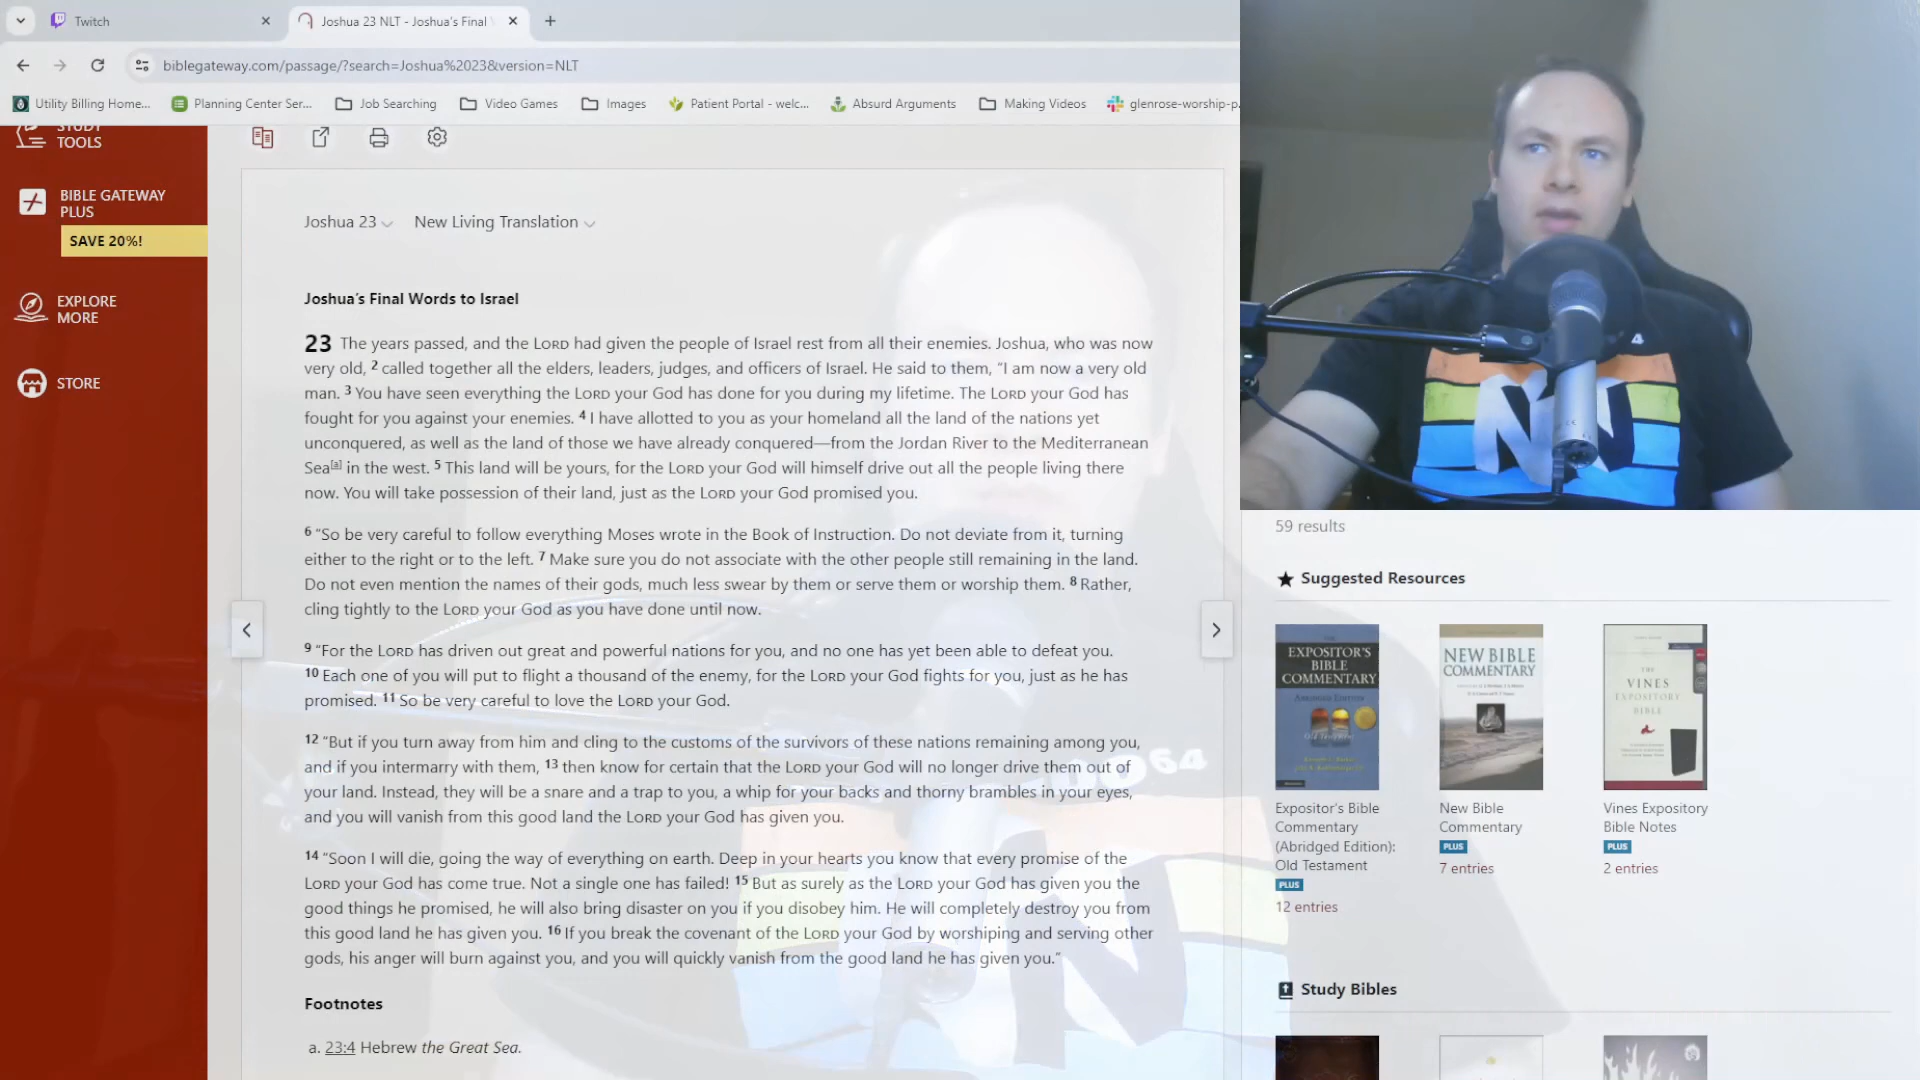 Twitch
Joshua 23 NLT - Joshua's Final
biblegateway.com/passage/?search=Joshua%2023&version=NLT
Utility Billing Home...
Planning Center Ser...
Job Searching
Video Games
Images
Patient Portal - welc...
Absurd Arguments
Making Videos
glenrose-worship-p...
STUDY
TOOLS
BIBLE GATEWAY
PLUS
SAVE 20%!
EXPLORE
MORE
STORE
Joshua 23
New Living Translation
Joshua's Final Words to Israel
23 The years passed, and the LORD had given the people of Israel rest from all their enemies. Joshua, who was now
very old, 2 called together all the elders, leaders, judges, and officers of Israel. He said to them, “I am now a very old
man. 3 You have seen everything the LORD your God has done for you during my lifetime. The LORD your God has
fought for you against your enemies. 4 I have allotted to you as your homeland all the land of the nations yet
unconquered, as well as the land of those we have already conquered—from the Jordan River to the Mediterranean
Sea[a] in the west. 5 This land will be yours, for the LORD your God will himself drive out all the people living there
now. You will take possession of their land, just as the LORD your God promised you.
6 “So be very careful to follow everything Moses wrote in the Book of Instruction. Do not deviate from it, turning
either to the right or to the left. 7 Make sure you do not associate with the other people still remaining in the land.
Do not even mention the names of their gods, much less swear by them or serve them or worship them. 8 Rather,
cling tightly to the LORD your God as you have done until now.
9 “For the LORD has driven out great and powerful nations for you, and no one has yet been able to defeat you.
10 Each one of you will put to flight a thousand of the enemy, for the LORD your God fights for you, just as he has
promised. 11 So be very careful to love the LORD your God.
12 “But if you turn away from him and cling to the customs of the survivors of these nations remaining among you,
and if you intermarry with them, 13 then know for certain that the LORD your God will no longer drive them out of
your land. Instead, they will be a snare and a trap to you, a whip for your backs and thorny brambles in your eyes,
and you will vanish from this good land the LORD your God has given you.
14 “Soon I will die, going the way of everything on earth. Deep in your hearts you know that every promise of the
LORD your God has come true. Not a single one has failed! 15 But as surely as the LORD your God has given you the
good things he promised, he will also bring disaster on you if you disobey him. He will completely destroy you from
this good land he has given you. 16 If you break the covenant of the LORD your God by worshiping and serving other
gods, his anger will burn against you, and you will quickly vanish from the good land he has given you.”
Footnotes
a. 23:4 Hebrew the Great Sea.
59 results
Suggested Resources
EXPOSITOR'S
BIBLE
COMMENTARY
ABRIDGED EDITION
Old Testament
NEW BIBLE
COMMENTARY
THE
VINES
EXPOSITORY
BIBLE
Expositor's Bible
Commentary
(Abridged Edition):
Old Testament
PLUS
12 entries
New Bible
Commentary
PLUS
7 entries
Vines Expository
Bible Notes
PLUS
2 entries
Study Bibles
4
64